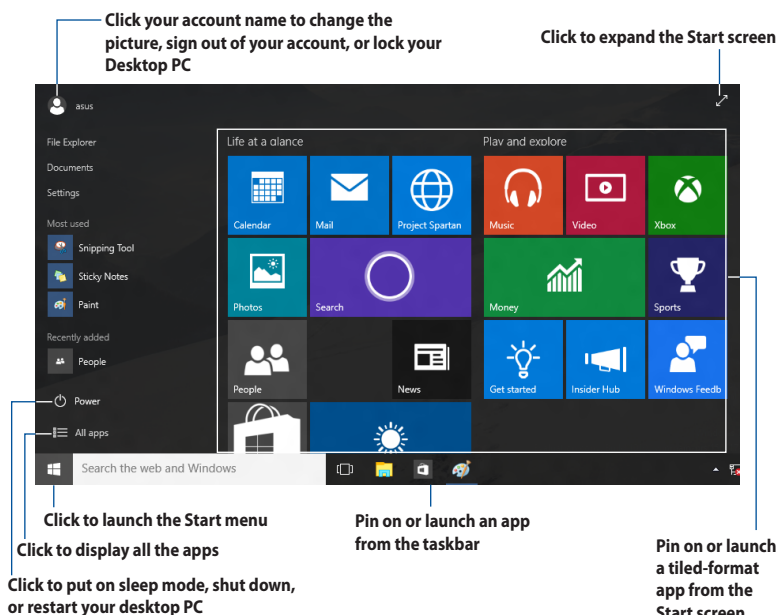 Click your account name to change the
picture, sign out of your account, or lock your
Desktop PC
Click to expand the Start screen
asus
File Explorer
Documents
Settings
Most used
Snipping Tool
Sticky Notes
Paint
Recently added
People
Power
All apps
Search the web and Windows
Life at a glance
Play and explore
Calendar
Mail
Project Spartan
Music
Video
Xbox
Photos
Search
Money
Sports
People
News
Get started
Insider Hub
Windows Feedb
Click to launch the Start menu
Click to display all the apps
Click to put on sleep mode, shut down,
or restart your desktop PC
Pin on or launch an app
from the taskbar
Pin on or launch
a tiled-format
app from the
Start screen